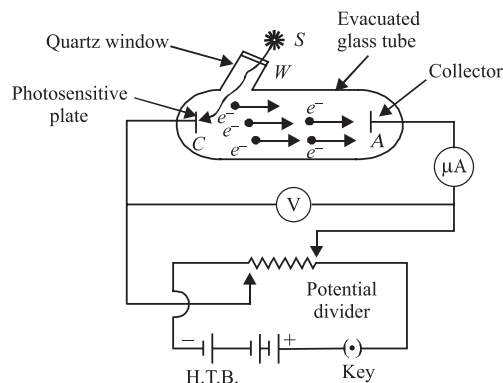 Evacuated
glass tube
Quartz window
S
W
Collector
Photosensitive
plate
e⁻ e⁻ e⁻ e⁻ e⁻
C
A
μA
V
Potential
divider
− +
H.T.B.
Key